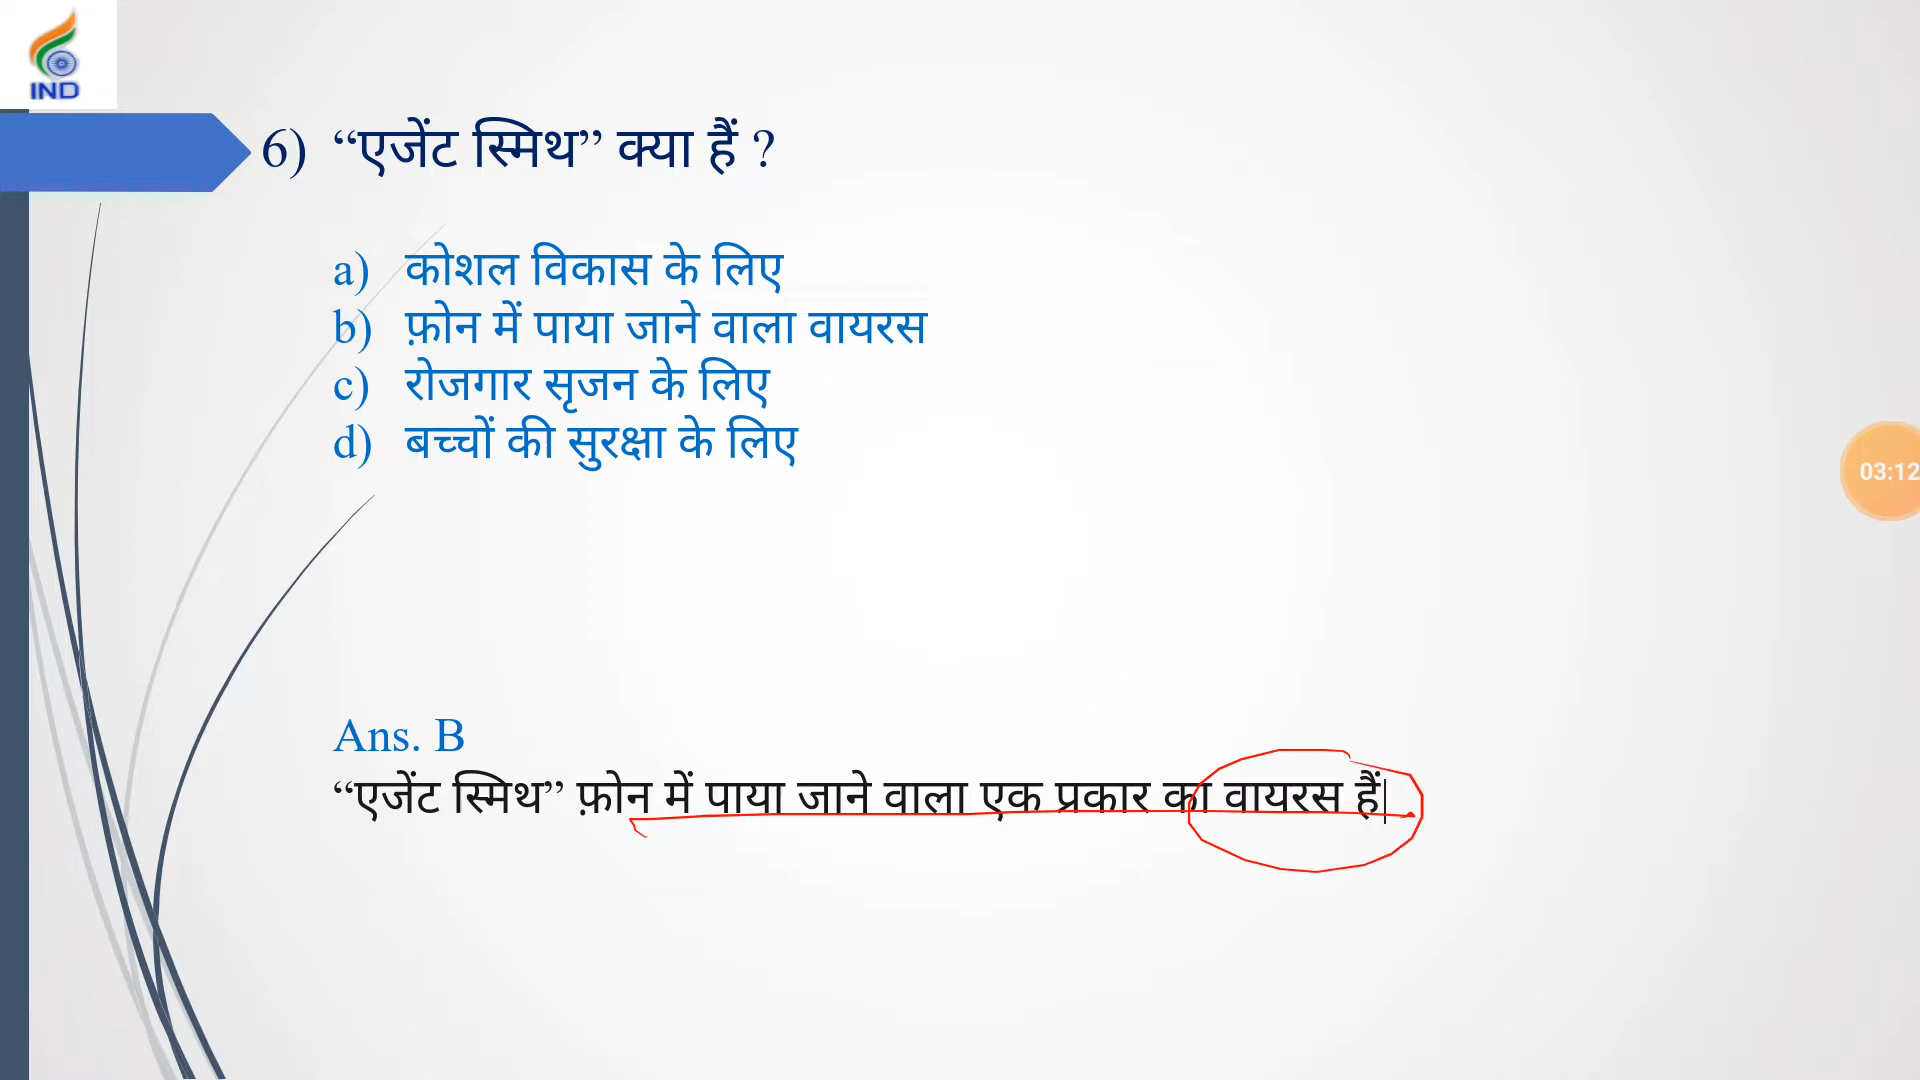 IND
6) “एजेंट स्मिथ” क्या हैं ?
a) कोशल विकास के लिए
b) फ़ोन में पाया जाने वाला वायरस
c) रोजगार सृजन के लिए
d) बच्चों की सुरक्षा के लिए
03:12
Ans. B
“एजेंट स्मिथ” फ़ोन में पाया जाने वाला एक प्रकार का वायरस हैं|